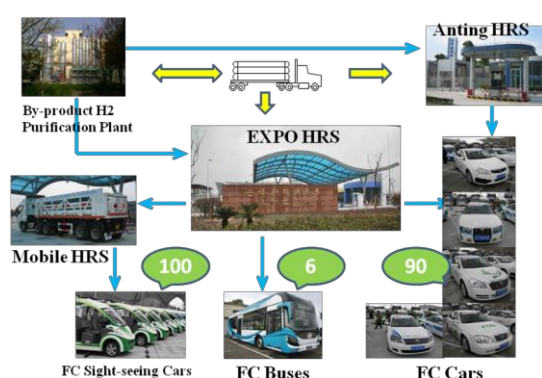 Anting HRS
By-product H2
Purification Plant
EXPO HRS
Mobile HRS
100
6
90
FC Sight-seeing Cars
FC Buses
FC Cars